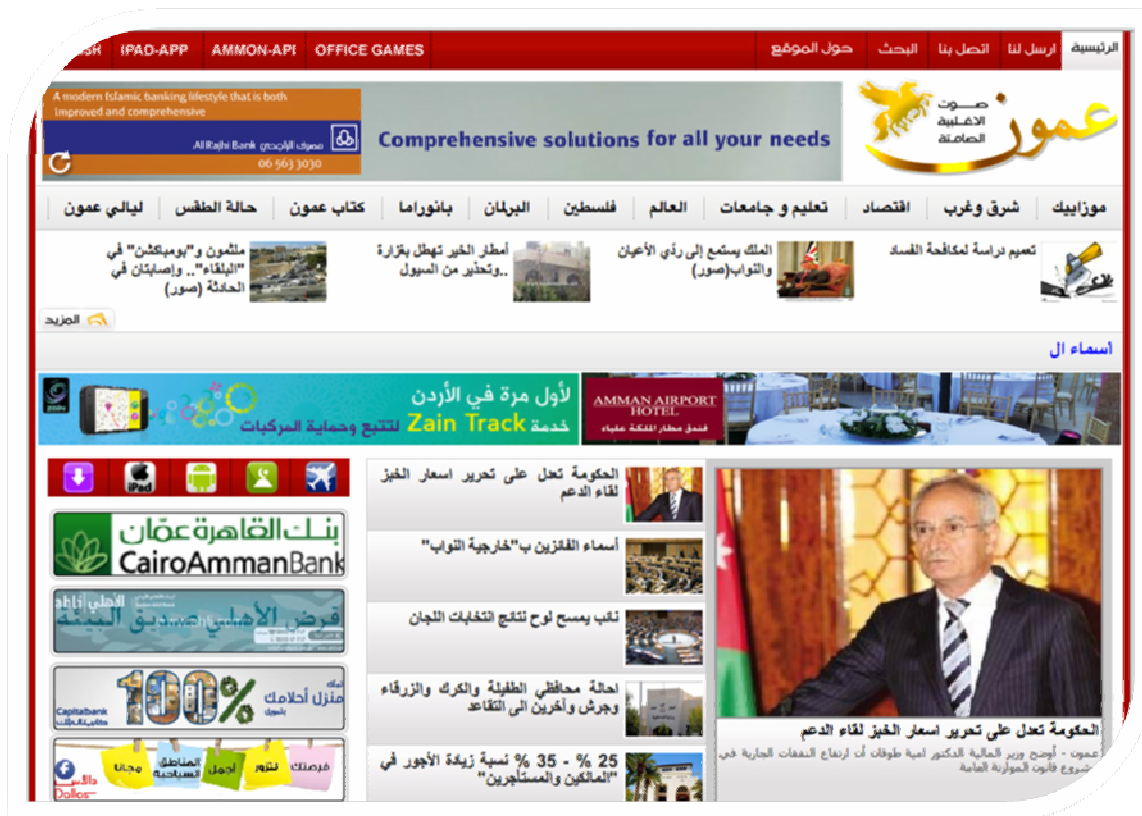 IPAD-APP
AMMON-API
OFFICE GAMES
حول الموقع
البحث
اتصل بنا
ارسل لنا
الرئيسية
A modern Islamic banking lifestyle that is both
improved and comprehensive
مصرف الراجحي Al Rajhi Bank
06 563 3030
Comprehensive solutions for all your needs
عمون
صوت
الاغلبية
الصامتة
موزاييك
شرق وغرب
اقتصاد
تعليم و جامعات
العالم
فلسطين
البرلمان
بانوراما
كتاب عمون
حالة الطقس
ليالي عمون
تعميم دراسة لمكافحة الفساد
الملك يستمع إلى رأي الأعيان
والنواب(صور)
أمطار الخير تهطل بغزارة
..وتحذير من السيول
ملثمون و"بومباكشن" في
"البلقاء".. وإصابتان في
الحادثة (صور)
المزيد
أسماء ال
لأول مرة في الأردن
خدمة Zain Track لتتبع وحماية المركبات
AMMAN AIRPORT
HOTEL
iPad
بنك القاهرة عمّان
CairoAmmanBank
قرض الأهلي صديق البيئة
100%
منزل أحلامك
Capitalbank
فرصتك
لتزور
أجمل
المناطق
السياحية
مجانا
Dallas
الحكومة تعدل على تحرير اسعار الخبز
لقاء الدعم
أسماء الفائزين ب"خارجية النواب"
نائب يمسح لوح نتائج انتخابات اللجان
احالة محافظي الطفيلة والكرك والزرقاء
وجرش وآخرين الى التقاعد
25 % - 35 % نسبة زيادة الأجور في
"المالكين والمستأجرين"
الحكومة تعدل على تحرير اسعار الخبز لقاء الدعم
عمون - أوضح وزير المالية الدكتور امية طوقان أن ارتفاع النفقات الجارية في
مشروع قانون الموازنة العامة